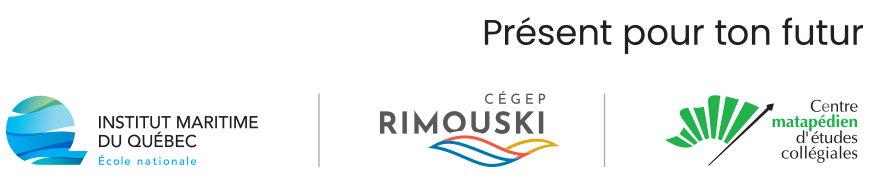 Présent pour ton futur
INSTITUT MARITIME
DU QUÉBEC
École nationale
CÉGEP
RIMOUSKI
Centre
matapédien
d'études
collégiales